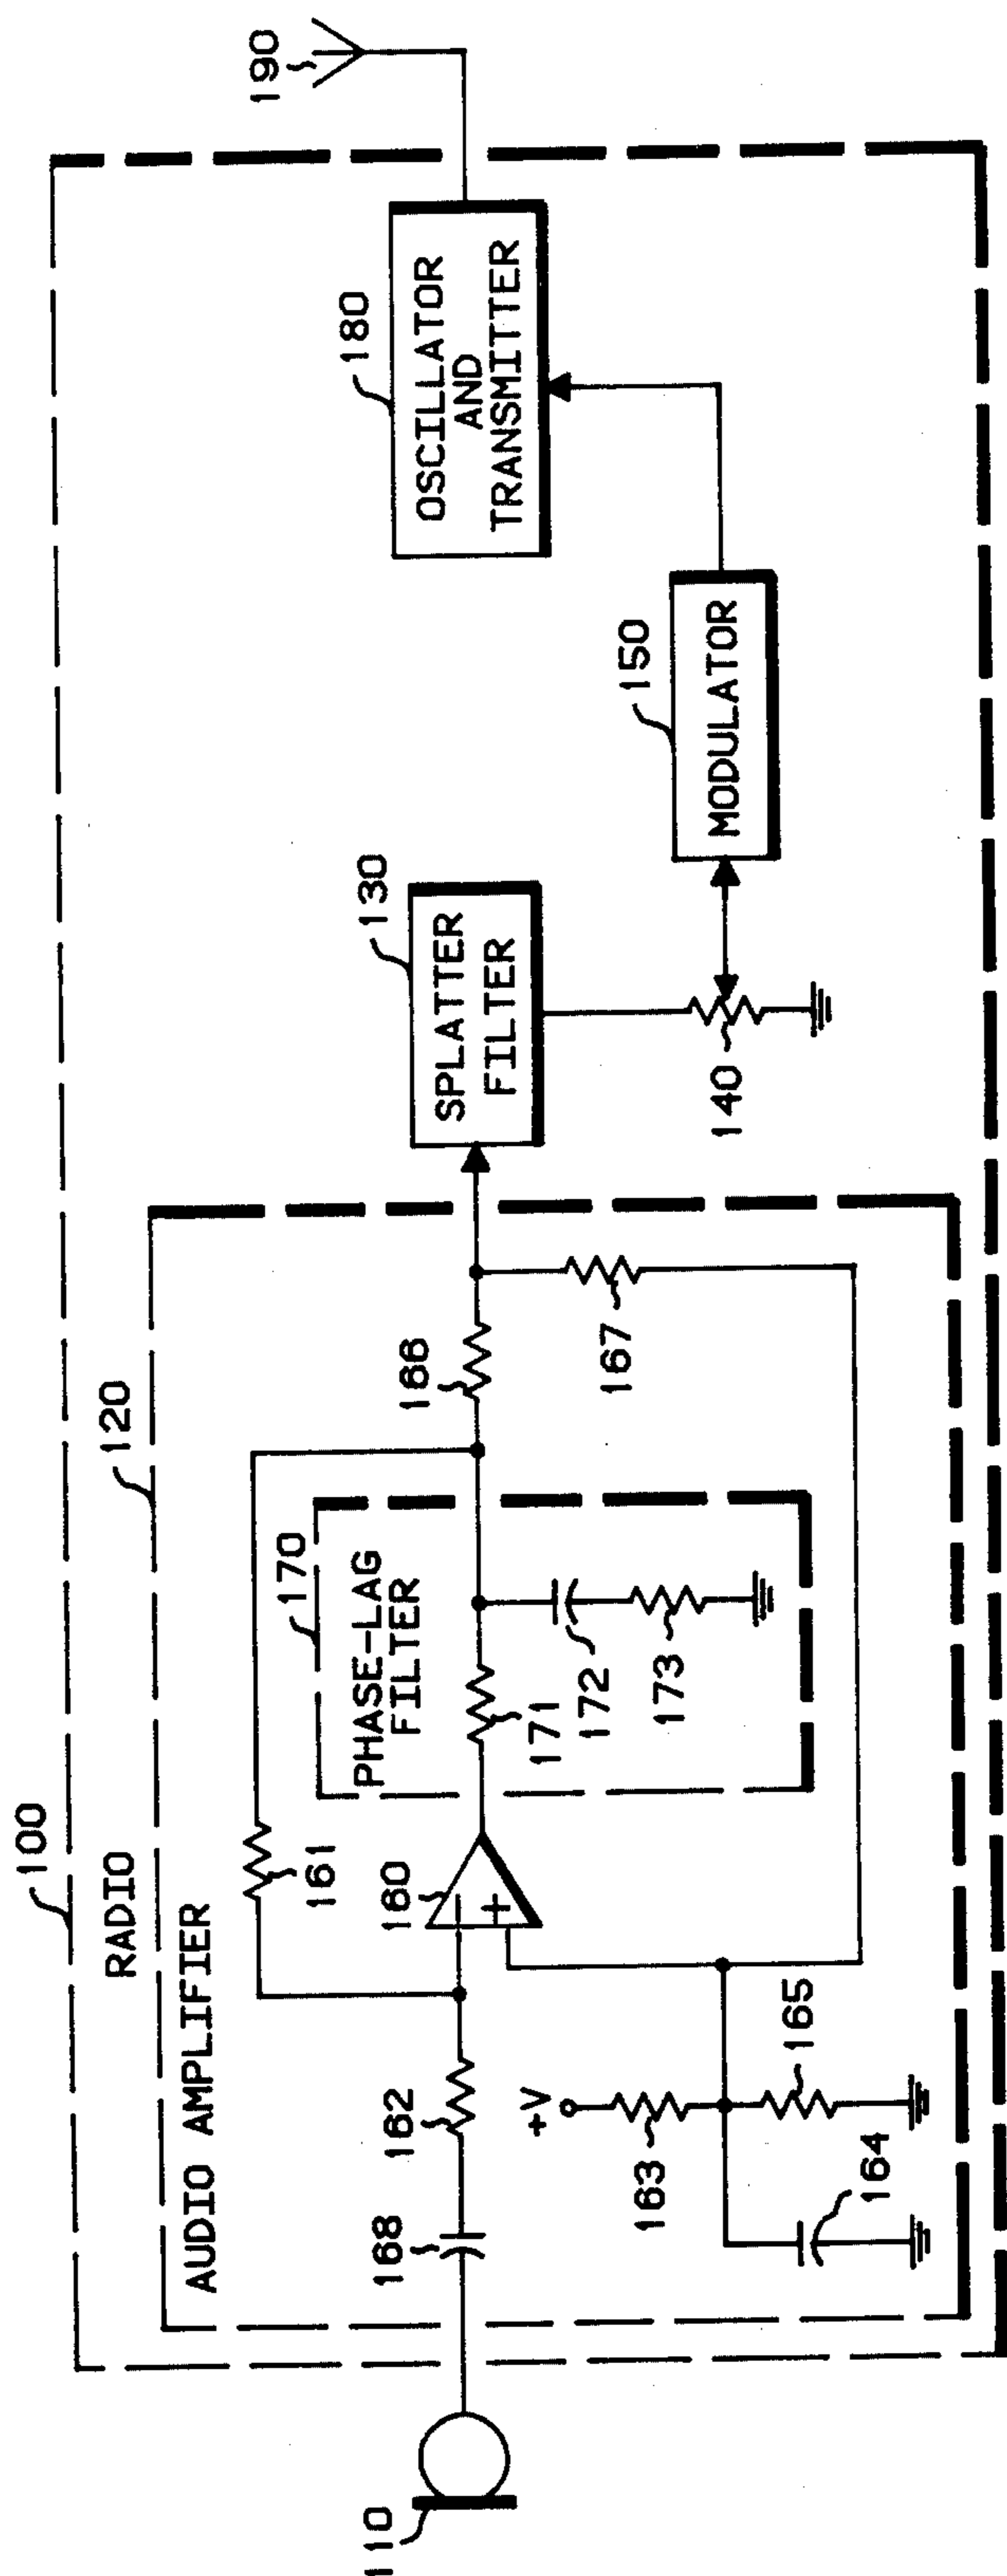 100
RADIO
120
AUDIO AMPLIFIER
170
PHASE-LAG
FILTER
161
160
162
168
110
+V
163
164
165
171
172
173
166
167
130
SPLATTER
FILTER
140
150
MODULATOR
180
OSCILLATOR
AND
TRANSMITTER
190